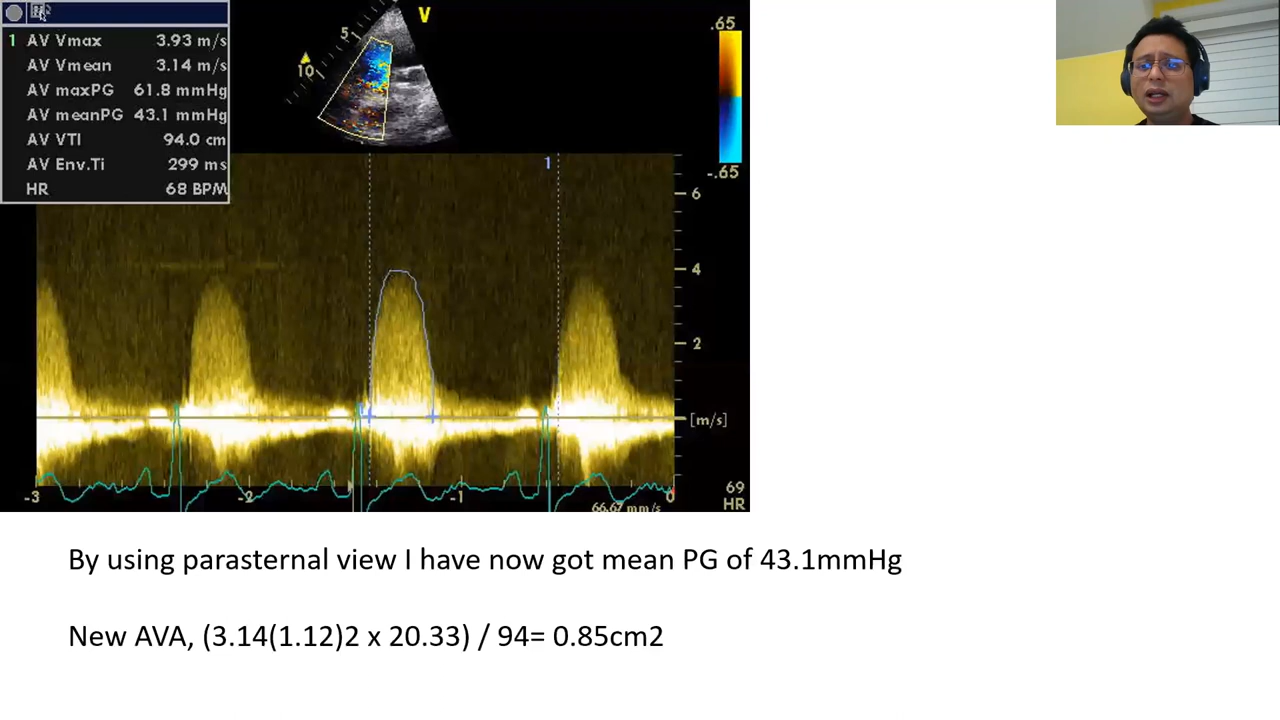 1 AV Vmax 3.93 m/s
AV Vmean 3.14 m/s
AV maxPG 61.8 mmHg
AV meanPG 43.1 mmHg
AV VTI 94.0 cm
AV Env.Ti 299 ms
HR 68 BPM
V
5
10
.65
-.65
1
6
4
2
[m/s]
-3
-2
-1
0
66.67 mm/s
69
HR
By using parasternal view I have now got mean PG of 43.1mmHg
New AVA, (3.14(1.12)2 x 20.33) / 94= 0.85cm2